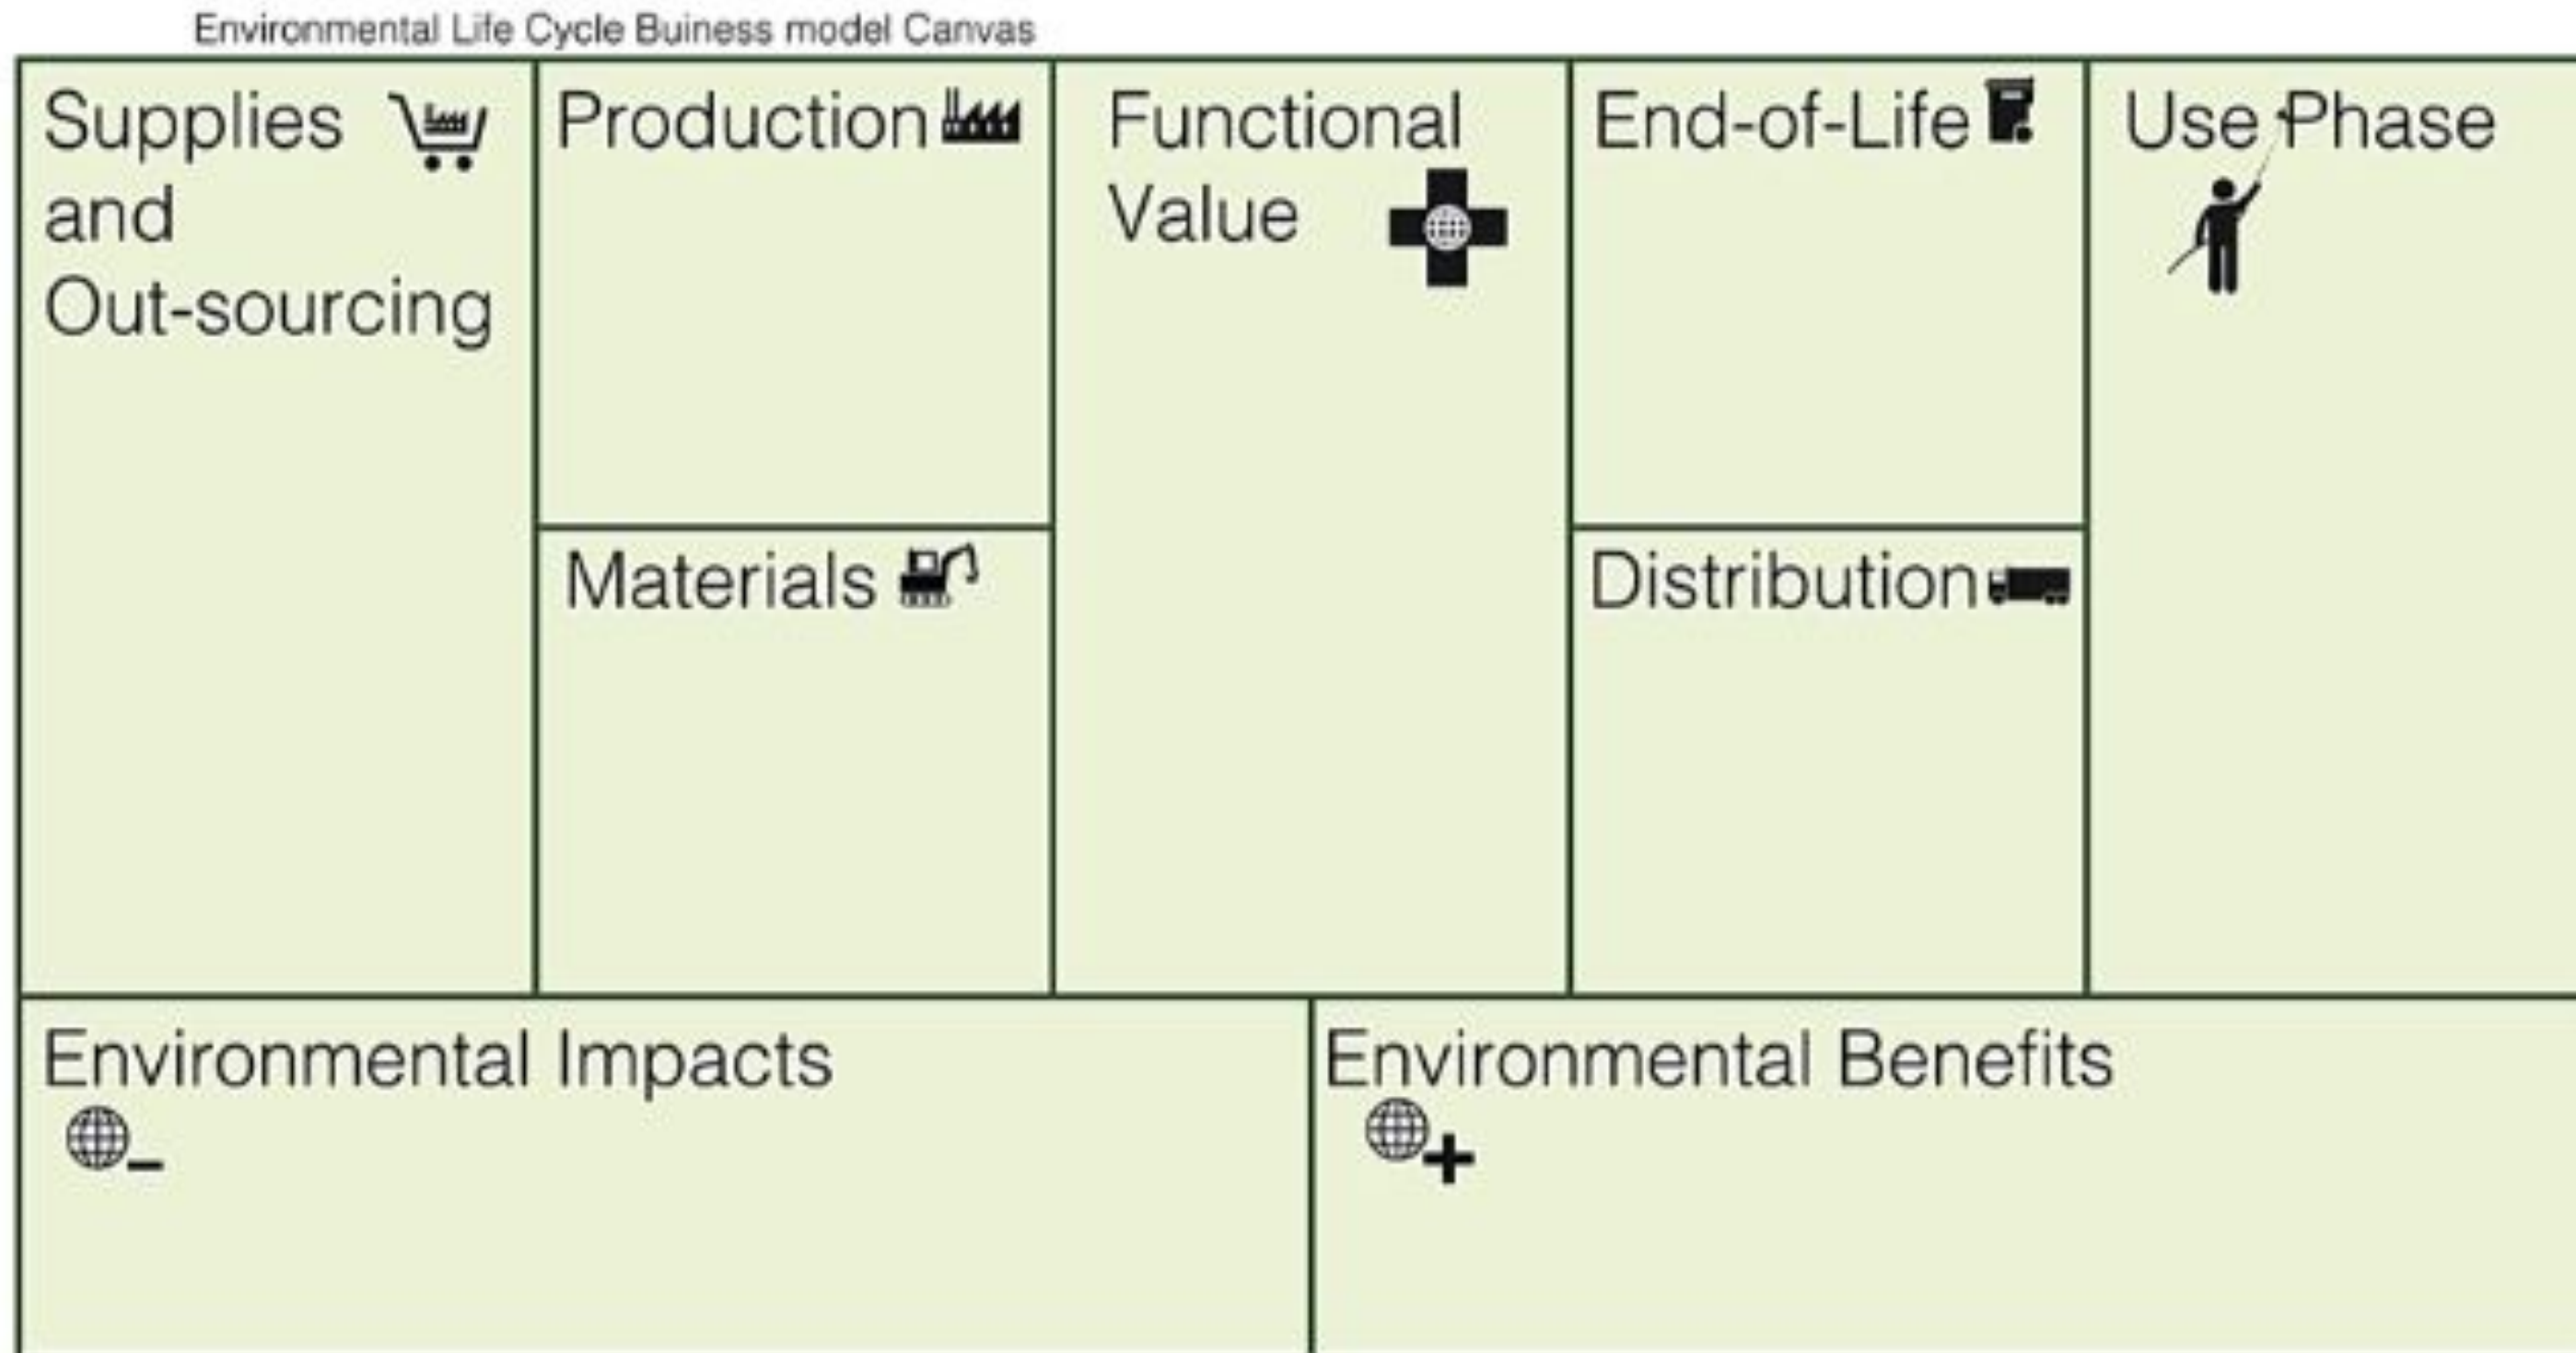 Environmental Life Cycle Buiness model Canvas
Supplies
and
Out-sourcing
Production
Materials
Functional
Value
End-of-Life
Distribution
Use Phase
Environmental Impacts
Environmental Benefits